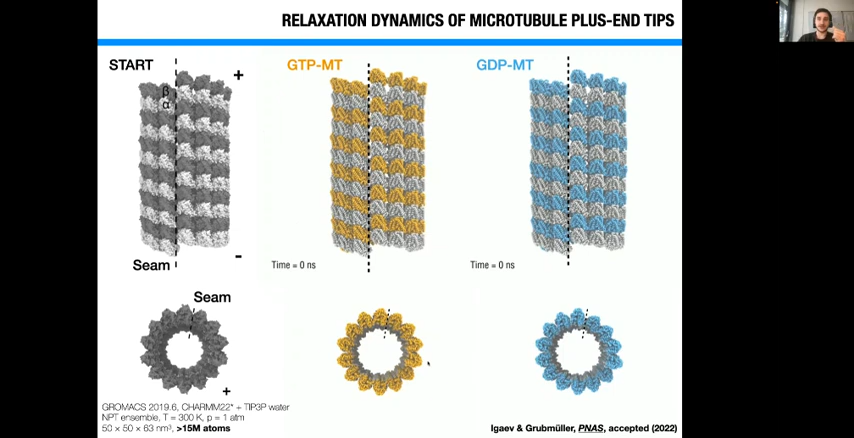 RELAXATION DYNAMICS OF MICROTUBULE PLUS-END TIPS
START
GTP-MT
GDP-MT
+
β
α
-
Seam
Time = 0 ns
Time = 0 ns
Seam
+
GROMACS 2019.6, CHARMM22* + TIP3P water
NPT ensemble, T = 300 K, p = 1 atm
50 × 50 × 63 nm³, >15M atoms
Igaev & Grubmüller, PNAS, accepted (2022)